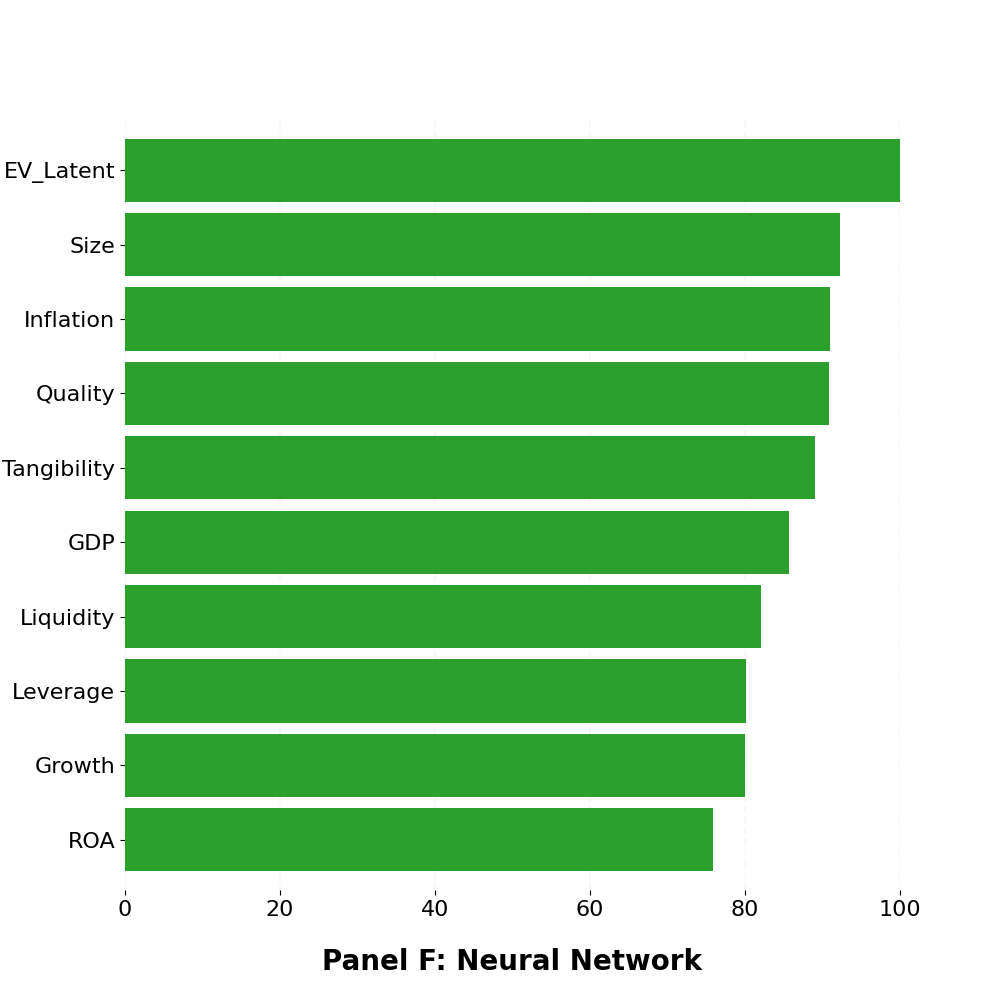 EV_Latent
Size
Inflation
Quality
Tangibility
GDP
Liquidity
Leverage
Growth
ROA
0 20 40 60 80 100
Panel F: Neural Network